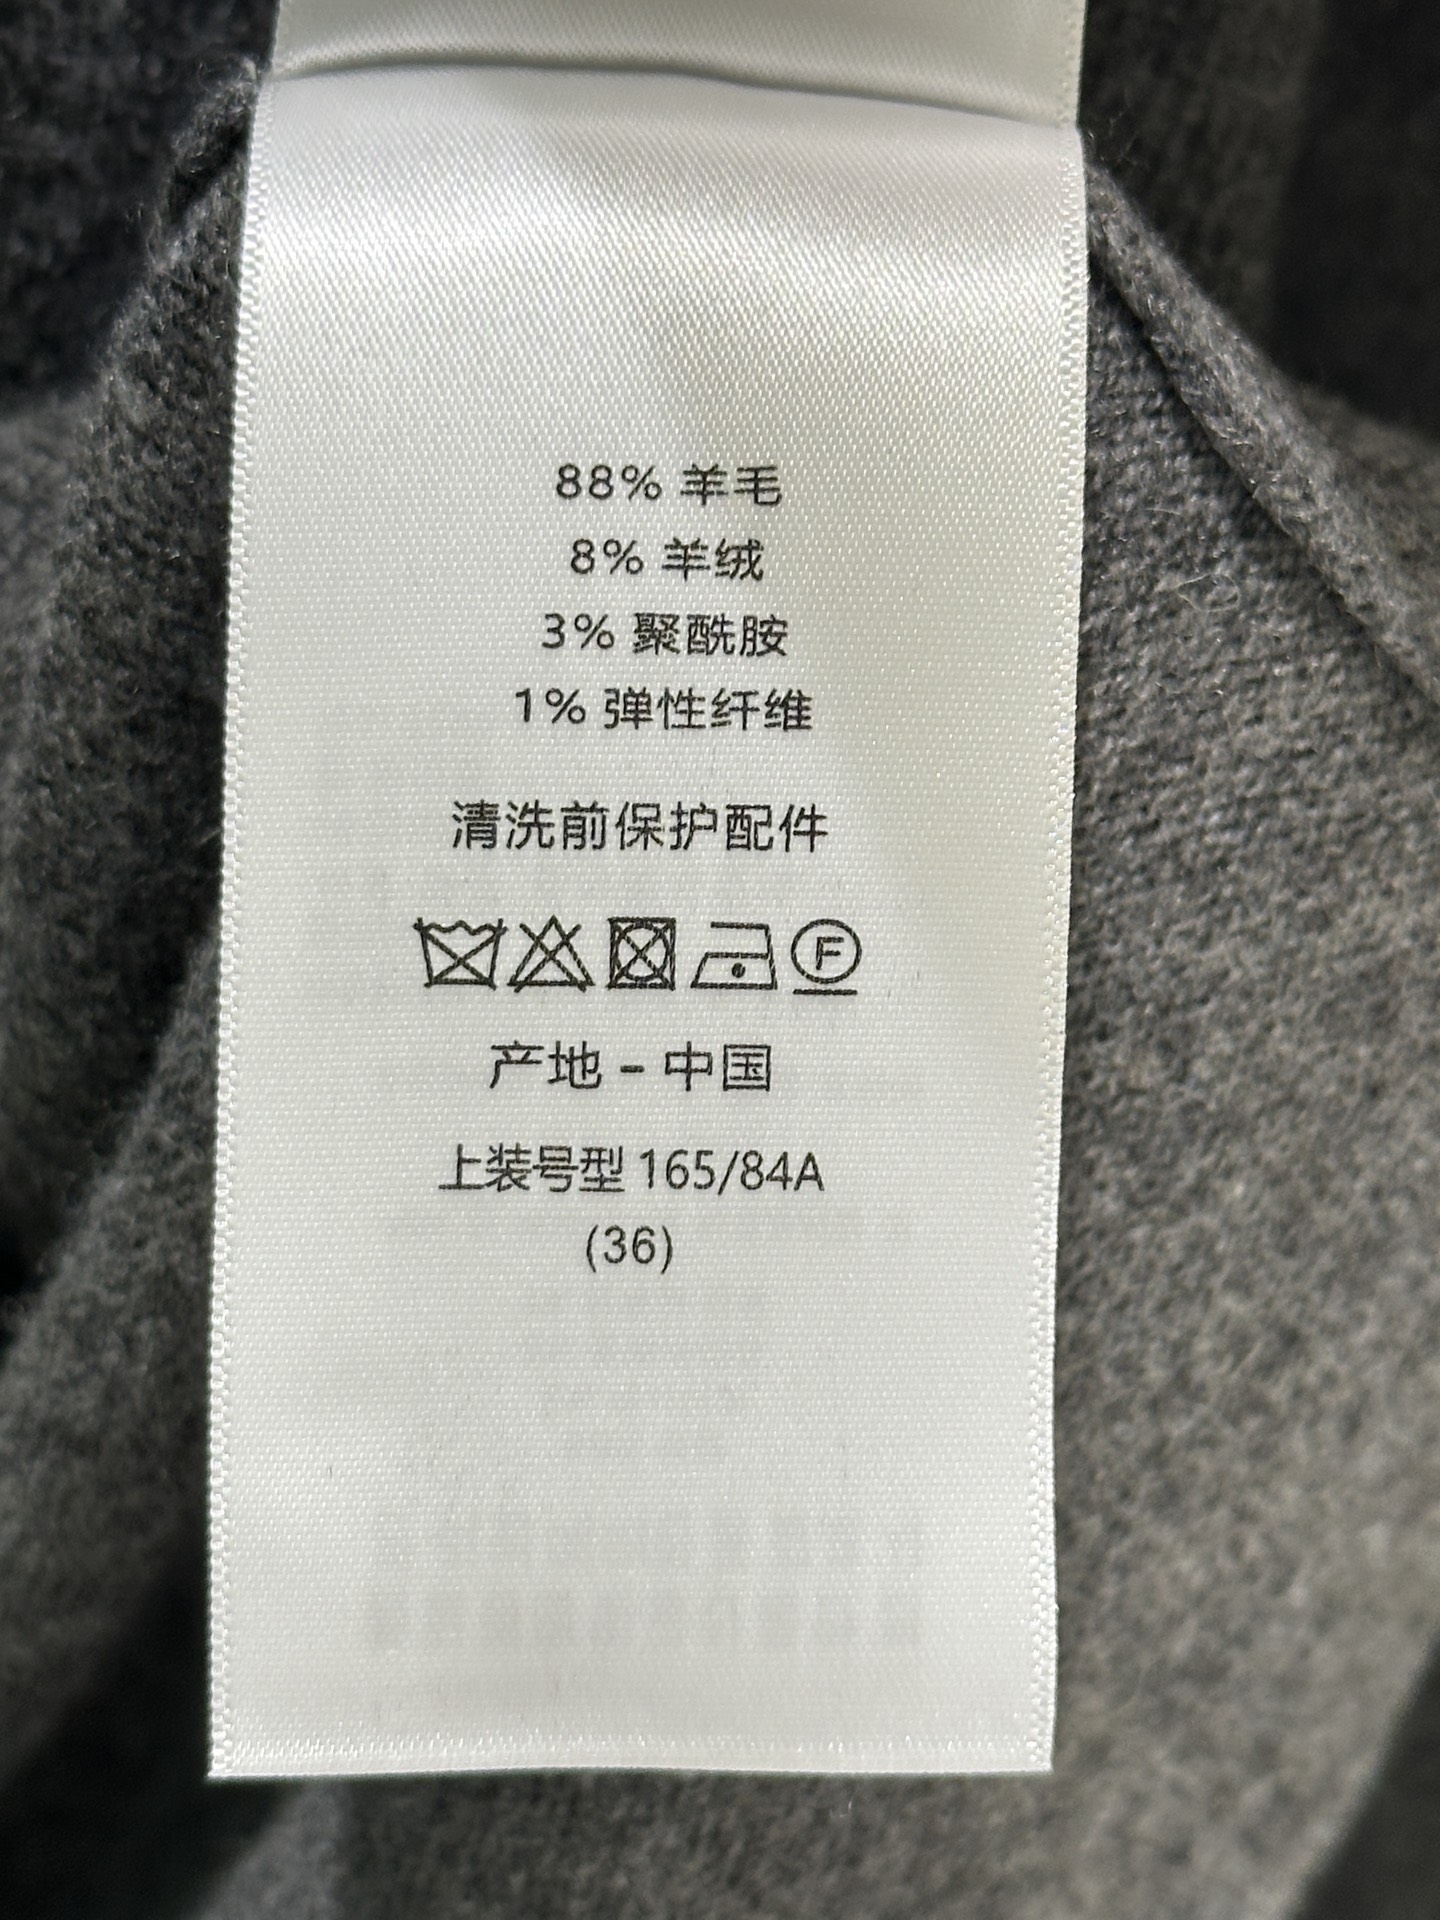 88% 羊毛
8% 羊绒
3% 聚酰胺
1% 弹性纤维
清洗前保护配件
F
产地 - 中国
上装号型 165/84A
(36)